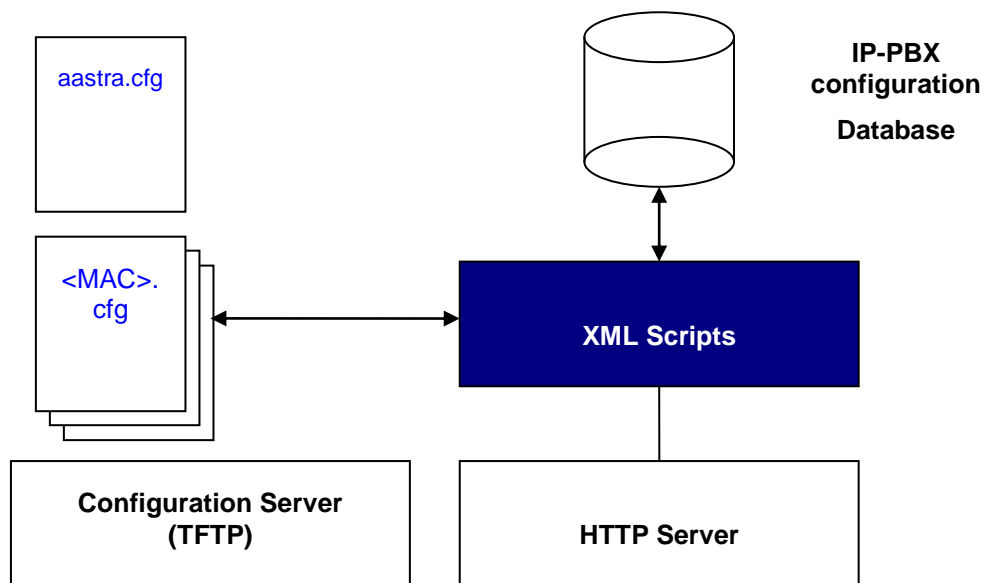 aastra.cfg
IP-PBX
configuration
Database
<MAC>.
cfg
XML Scripts
Configuration Server
(TFTP)
HTTP Server